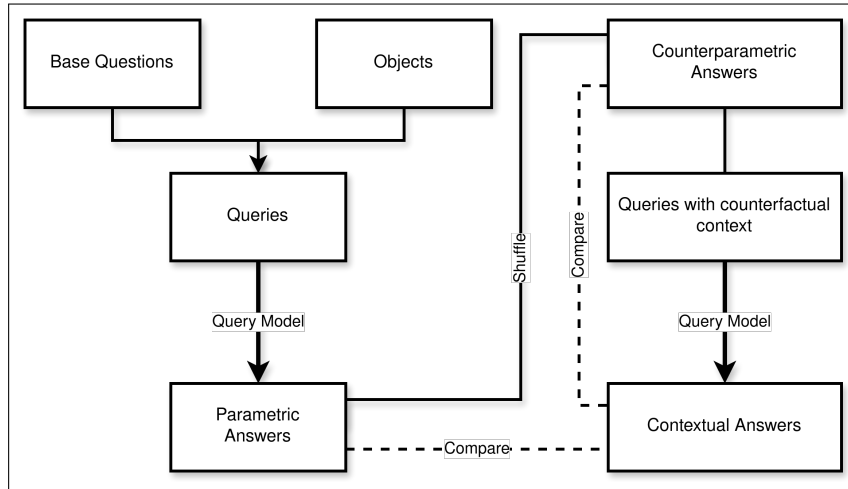 Base Questions
Objects
Counterparametric
Answers
Queries
Queries with counterfactual
context
Shuffle
Compare
Query Model
Query Model
Parametric
Answers
Contextual Answers
Compare